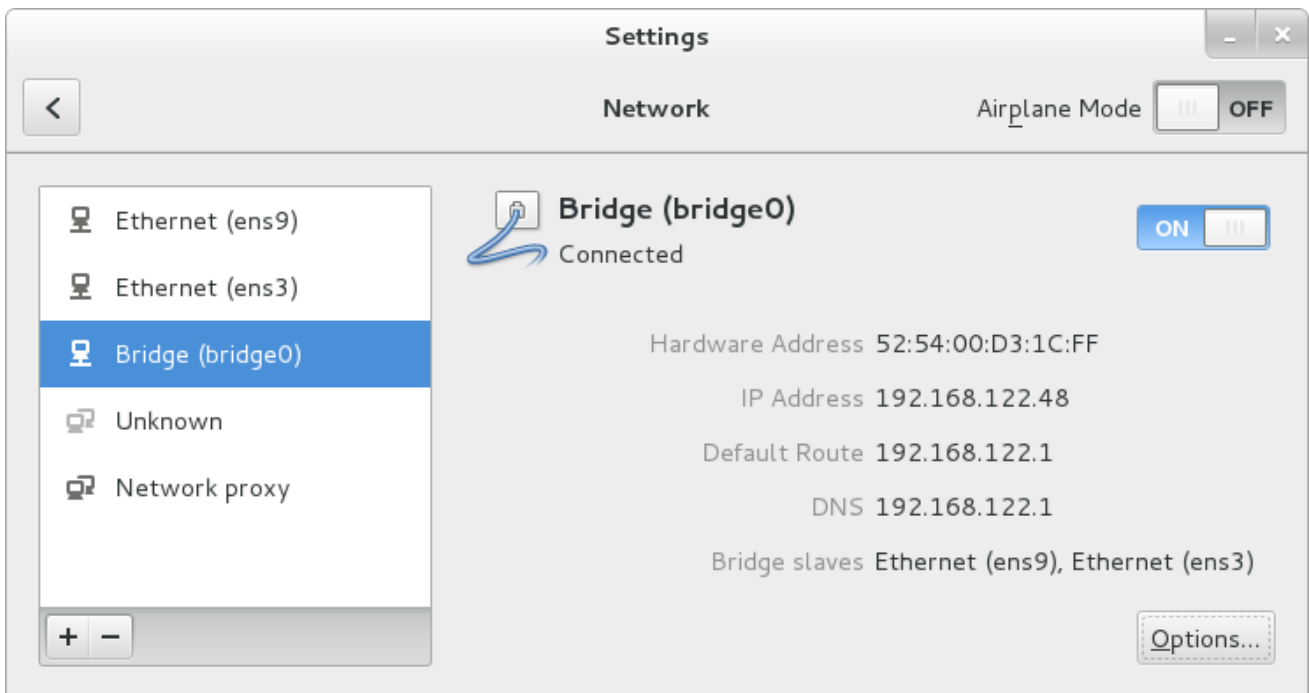 Settings
Network
Airplane Mode
OFF
Ethernet (ens9)
Ethernet (ens3)
Bridge (bridge0)
Unknown
Network proxy
Bridge (bridge0)
Connected
ON
Hardware Address 52:54:00:D3:1C:FF
IP Address 192.168.122.48
Default Route 192.168.122.1
DNS 192.168.122.1
Bridge slaves Ethernet (ens9), Ethernet (ens3)
Options...